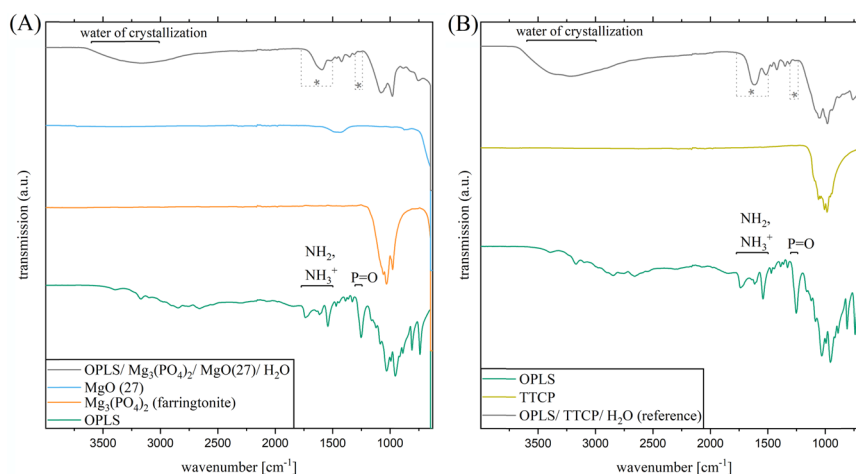 (A)
water of crystallization
*
*
NH2,
NH3+
P=O
transmission (a.u.)
OPLS/ Mg3(PO4)2/ MgO(27)/ H2O
MgO (27)
Mg3(PO4)2 (farringtonite)
OPLS
3500 3000 2500 2000 1500 1000
wavenumber [cm-1]
(B)
water of crystallization
*
*
NH2,
NH3+
P=O
transmission (a.u.)
OPLS
TTCP
OPLS/ TTCP/ H2O (reference)
3500 3000 2500 2000 1500 1000
wavenumber [cm-1]